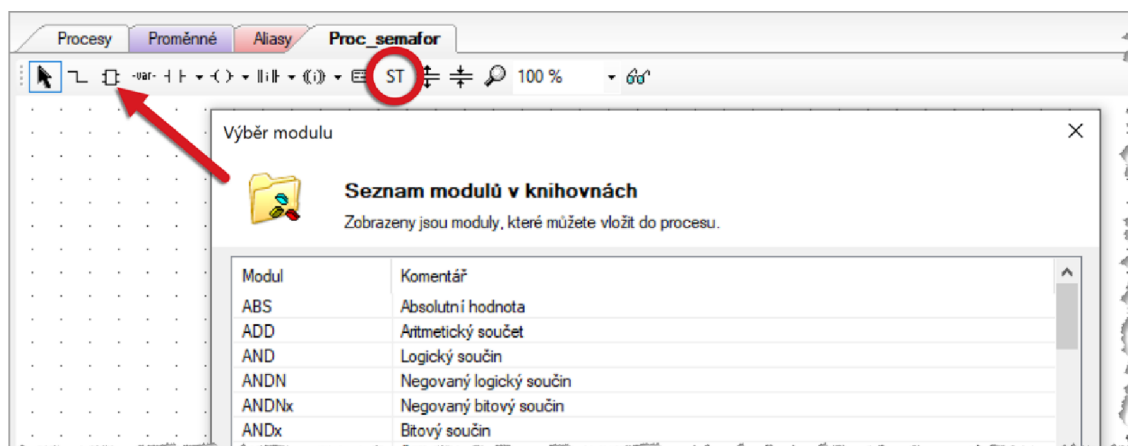 Procesy Proměnné Aliasy Proc_semafor
-var- ST 100 %
Výběr modulu
Seznam modulů v knihovnách
Zobrazeny jsou moduly, které můžete vložit do procesu.
Modul Komentář
ABS Absolutní hodnota
ADD Aritmetický součet
AND Logický součin
ANDN Negovaný logický součin
ANDNx Negovaný bitový součin
ANDx Bitový součin